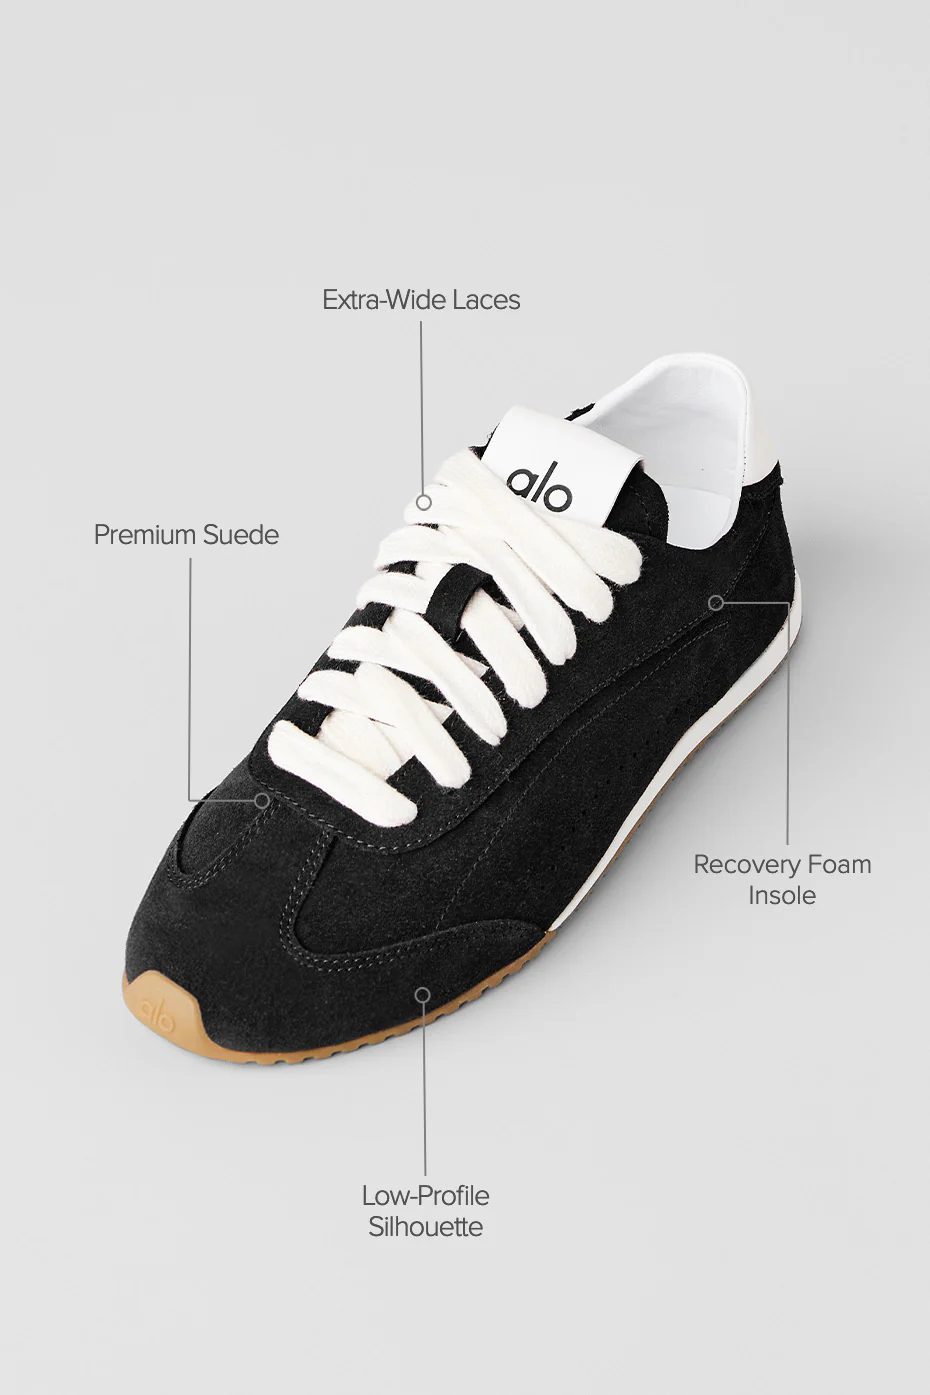 Extra-Wide Laces
alo
Premium Suede
Recovery Foam
Insole
alo
Low-Profile
Silhouette